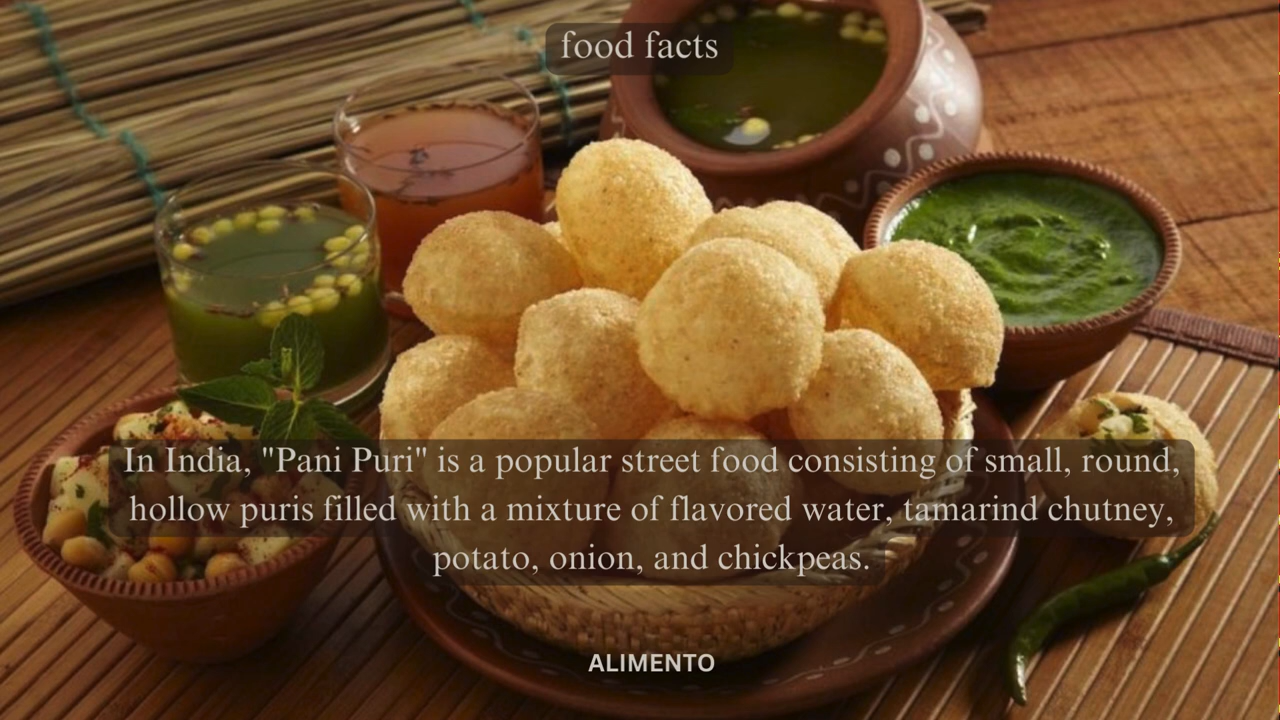 food facts
In India, "Pani Puri" is a popular street food consisting of small, round,
hollow puris filled with a mixture of flavored water, tamarind chutney,
potato, onion, and chickpeas.
ALIMENTO